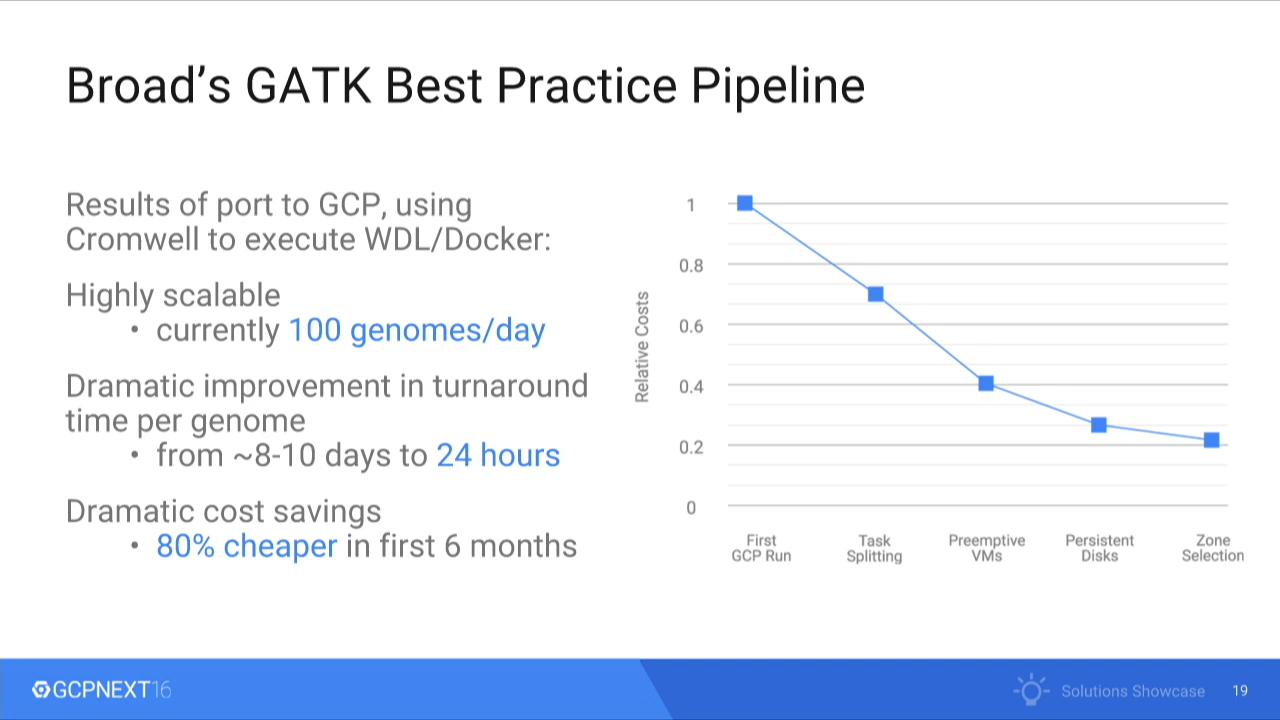 Broad’s GATK Best Practice Pipeline
Results of port to GCP, using
Cromwell to execute WDL/Docker:
Highly scalable
• currently 100 genomes/day
Dramatic improvement in turnaround
time per genome
• from ~8-10 days to 24 hours
Dramatic cost savings
• 80% cheaper in first 6 months
Relative Costs
1
0.8
0.6
0.4
0.2
0
First
GCP Run
Task
Splitting
Preemptive
VMs
Persistent
Disks
Zone
Selection
GCPNEXT16
Solutions Showcase
19